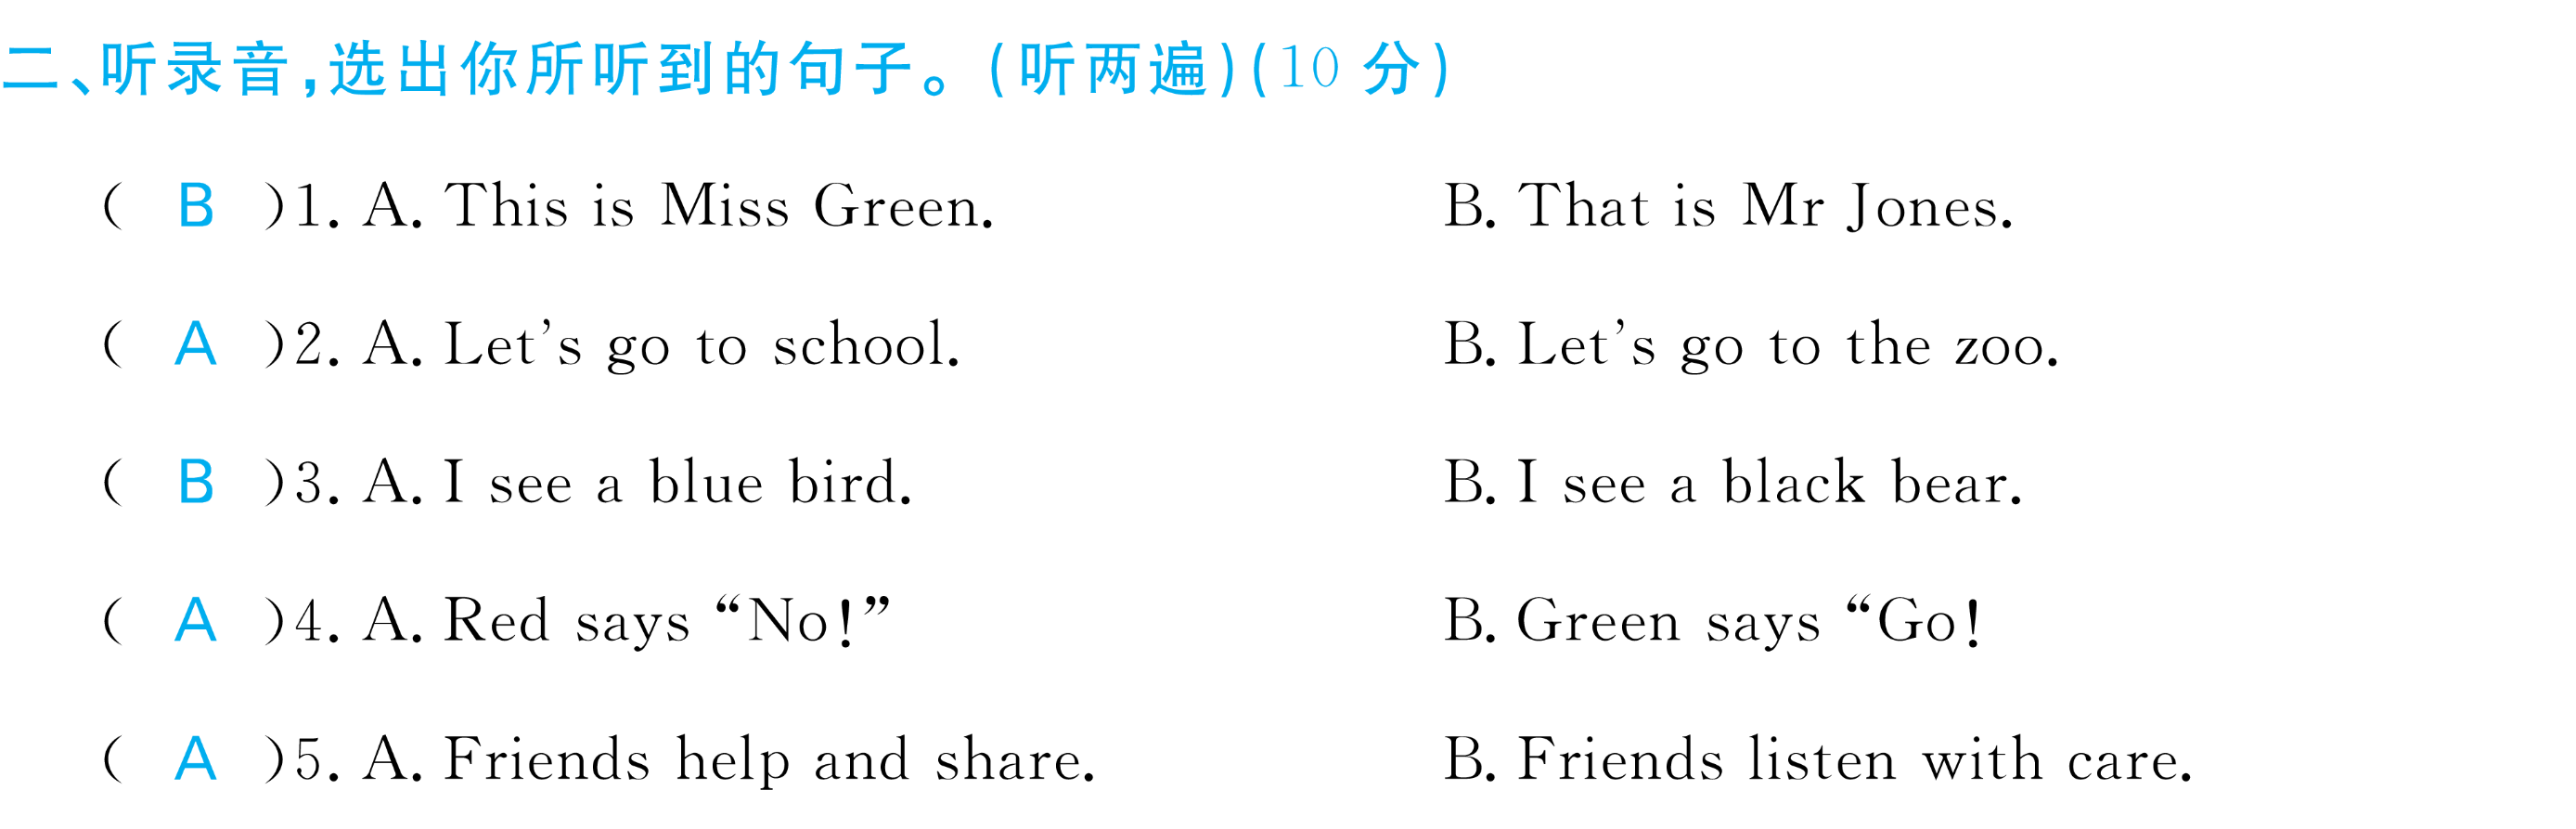 二、听录音,选出你所听到的句子。(听两遍)(10 分)
( B )1. A. This is Miss Green. B. That is Mr Jones.
( A )2. A. Let’s go to school. B. Let’s go to the zoo.
( B )3. A. I see a blue bird. B. I see a black bear.
( A )4. A. Red says “No!” B. Green says “Go!
( A )5. A. Friends help and share. B. Friends listen with care.